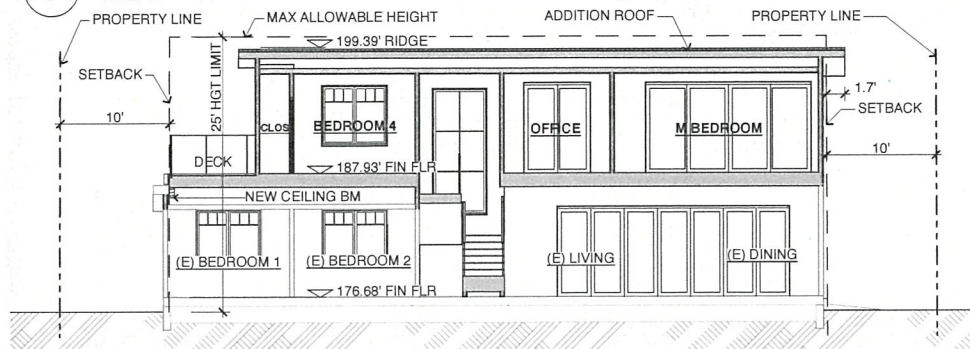 PROPERTY LINE
MAX ALLOWABLE HEIGHT
ADDITION ROOF
PROPERTY LINE
199.39' RIDGE
SETBACK
25' HGT LIMIT
1.7'
SETBACK
10'
CLOS
BEDROOM 4
OFFICE
M BEDROOM
10'
DECK
187.93' FIN FLR
NEW CEILING BM
(E) BEDROOM 1
(E) BEDROOM 2
(E) LIVING
(E) DINING
176.68' FIN FLR